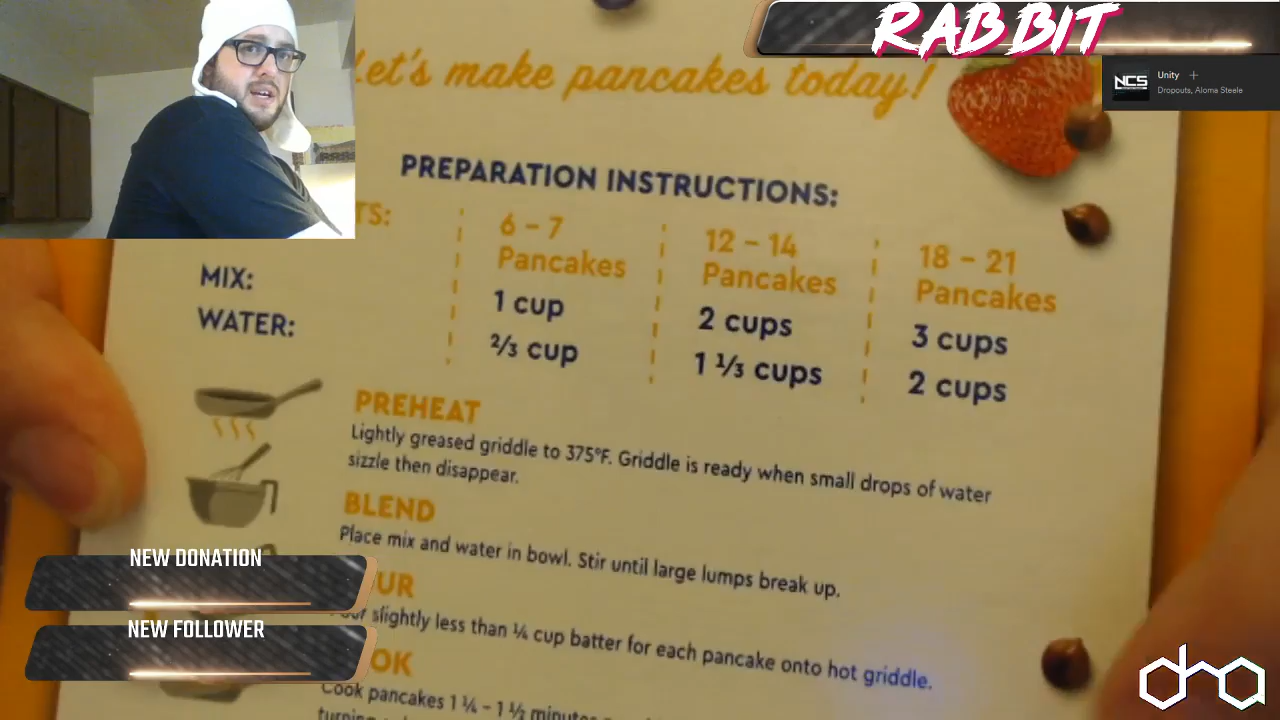 RABBIT
Unity
Dropouts, Aloma Steele
NCS
Let's make pancakes today!
PREPARATION INSTRUCTIONS:
6 – 7 Pancakes
12 – 14 Pancakes
18 – 21 Pancakes
MIX: 1 cup 2 cups 3 cups
WATER: ⅔ cup 1 ⅓ cups 2 cups
PREHEAT
Lightly greased griddle to 375°F. Griddle is ready when small drops of water
sizzle then disappear.
BLEND
Place mix and water in bowl. Stir until large lumps break up.
slightly less than ¼ cup batter for each pancake onto hot griddle.
Cook pancakes 1 ¼ – 1 ½ minutes
NEW DONATION
NEW FOLLOWER
dha